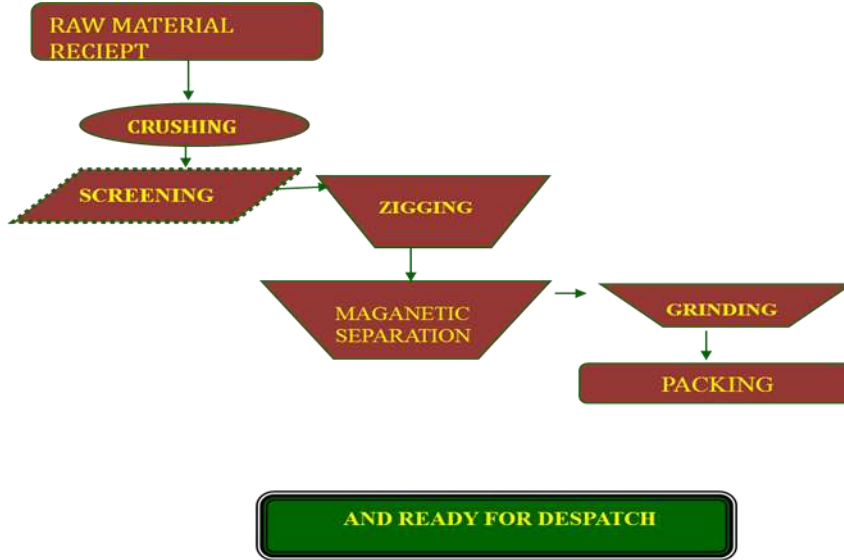 RAW MATERIAL
RECIEPT
CRUSHING
SCREENING
ZIGGING
MAGANETIC
SEPARATION
GRINDING
PACKING
AND READY FOR DESPATCH